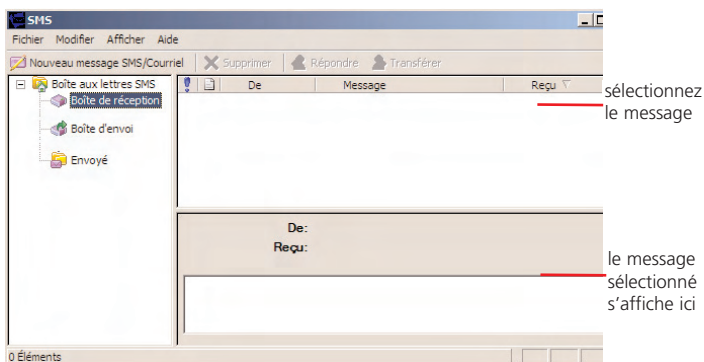 SMS
Fichier Modifier Afficher Aide
Nouveau message SMS/Courriel Supprimer Répondre Transférer
Boîte aux lettres SMS
Boîte de réception
Boîte d'envoi
Envoyé
De Message Reçu
sélectionnez
le message
De:
Reçu:
le message
sélectionné
s'affiche ici
0 Éléments